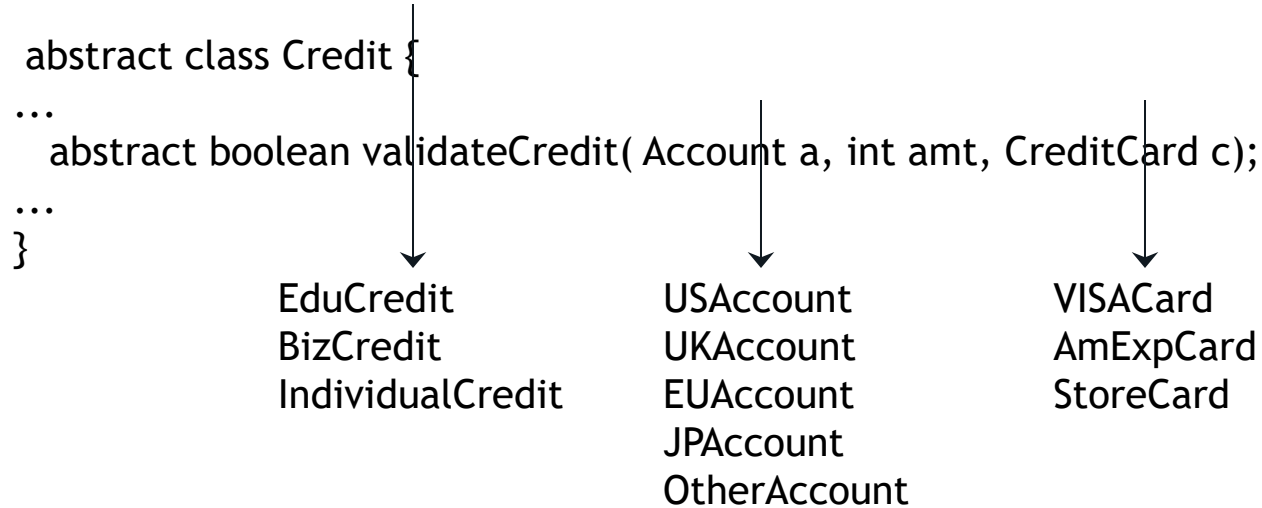 abstract class Credit {
...
abstract boolean validateCredit( Account a, int amt, CreditCard c);
...
}
EduCredit USAccount VISACard
BizCredit UKAccount AmExpCard
IndividualCredit EUAccount StoreCard
JPAccount
OtherAccount